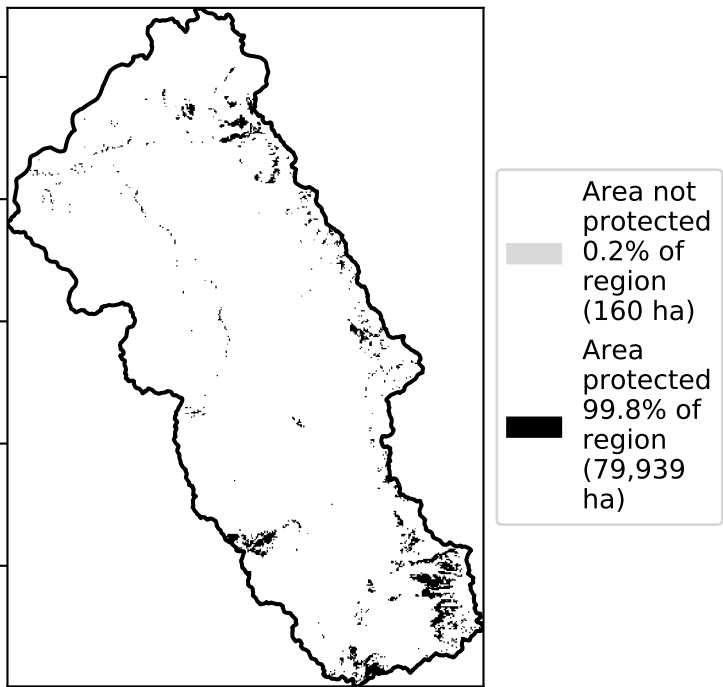 Area not
protected
0.2% of
region
(160 ha)
Area
protected
99.8% of
region
(79,939
ha)